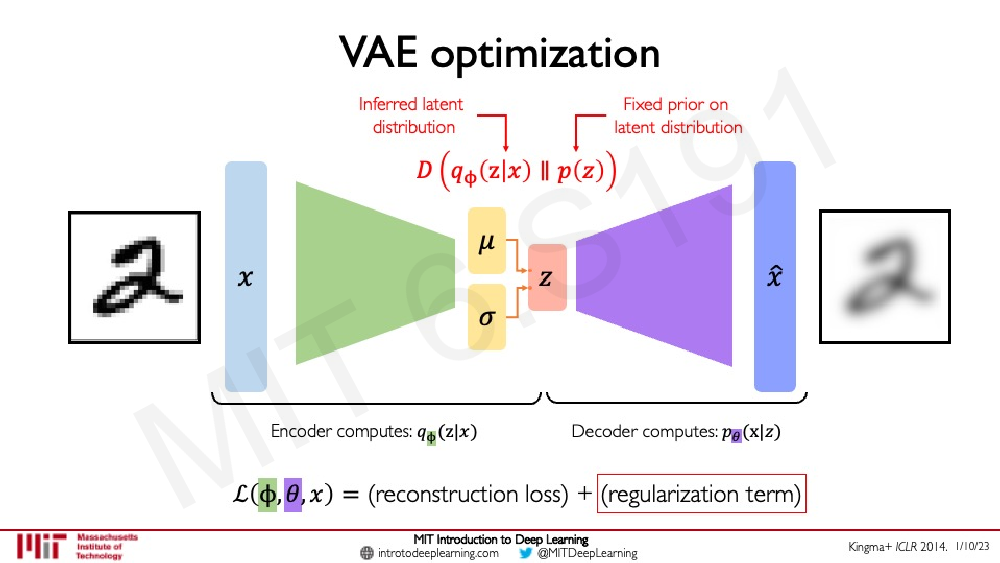 VAE optimization
Inferred latent
distribution
Fixed prior on
latent distribution
D (qϕ(z|x) ∥ p(z))
x
μ
σ
z
x̂
Encoder computes: qϕ(z|x)
Decoder computes: pθ(x|z)
ℒ(ϕ, θ, x) = (reconstruction loss) + (regularization term)
MIT 6.S191
Massachusetts
Institute of
Technology
MIT Introduction to Deep Learning
introtodeeplearning.com @MITDeepLearning
Kingma+ ICLR 2014. 1/10/23